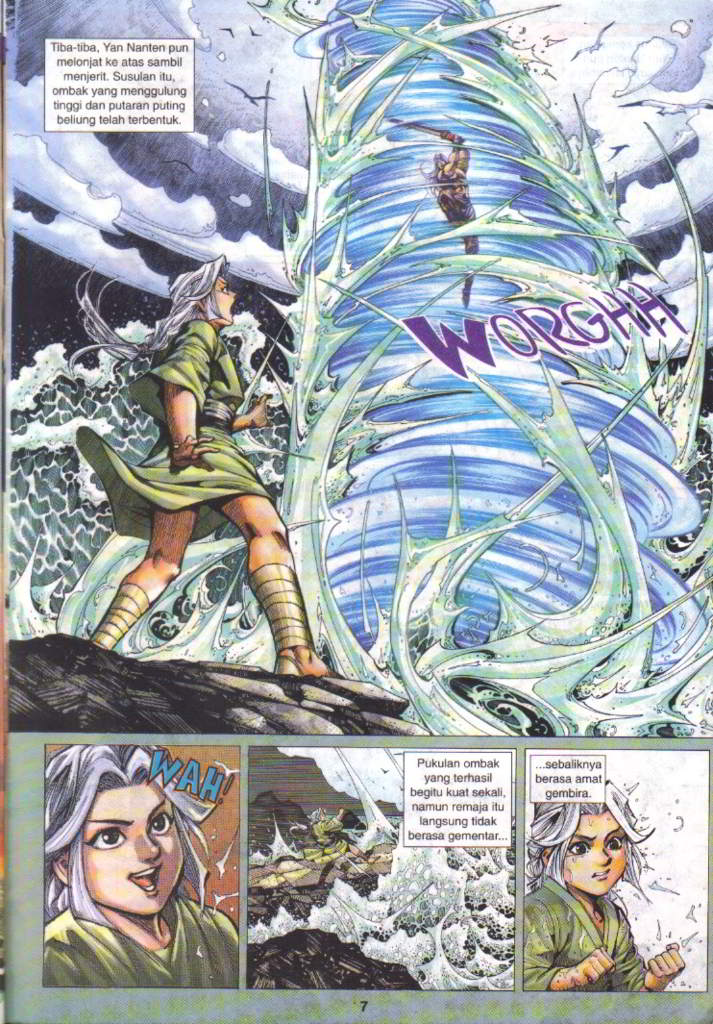 Tiba-tiba, Yan Nanten pun
melonjat ke atas sambil
menjerit. Susulan itu,
ombak yang menggulung
tinggi dan putaran puting
beliung telah terbentuk.
WORGHH
WAH!
Pukulan ombak
yang terhasil
begitu kuat sekali,
namun remaja itu
langsung tidak
berasa gementar...
...sebaliknya
berasa amat
gembira.
7